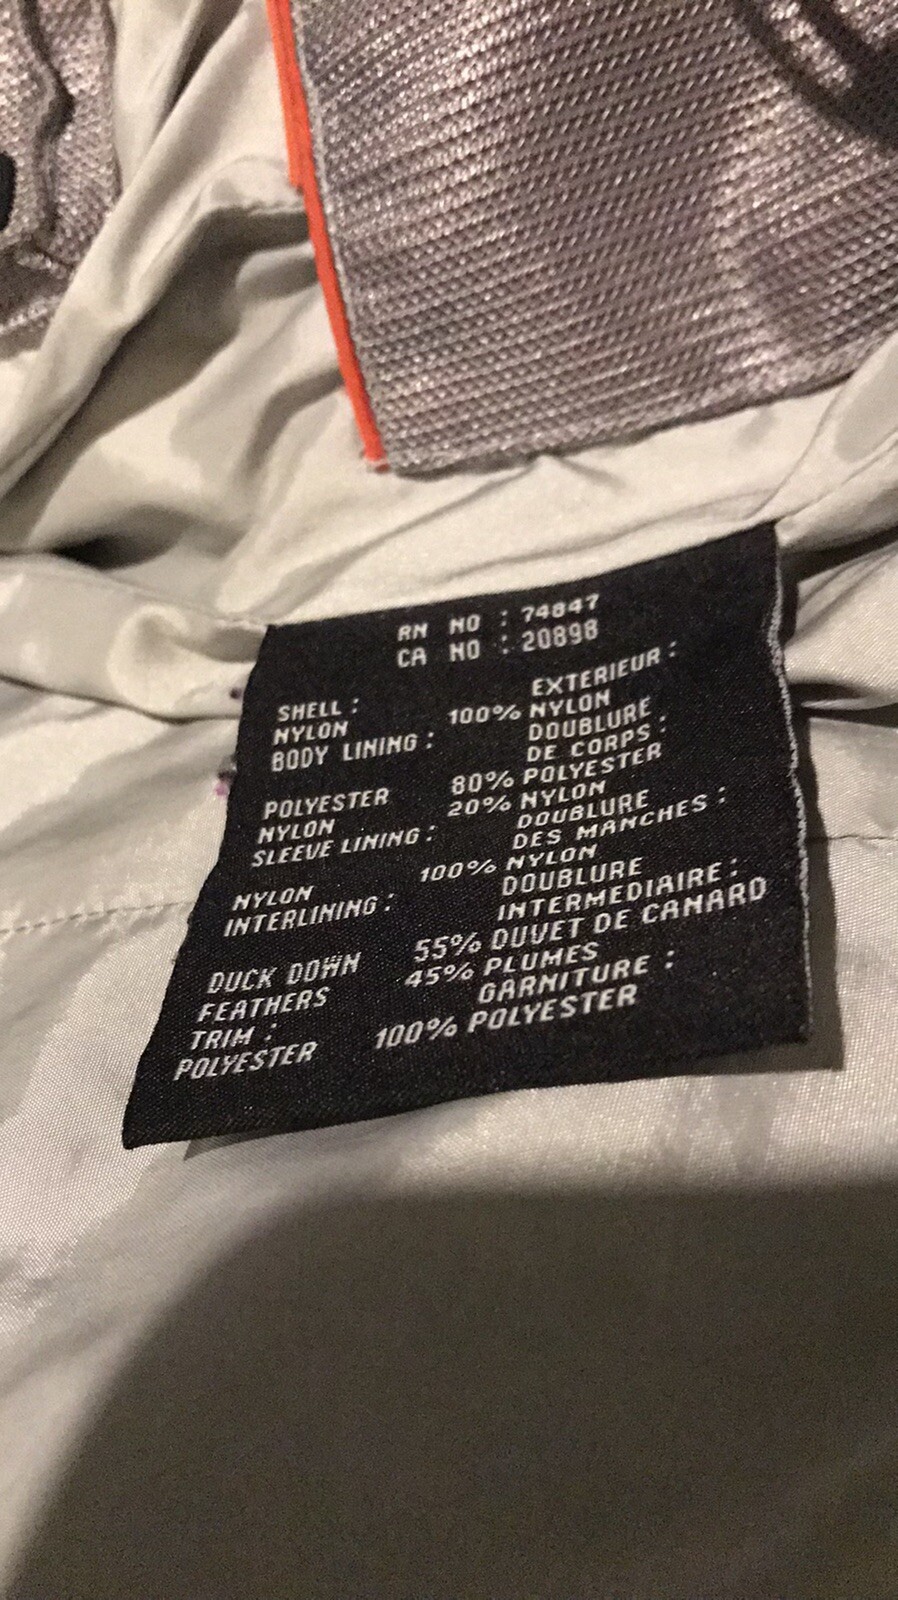 RN NO : 74847
CA NO : 20898
SHELL : EXTERIEUR :
NYLON 100% NYLON
BODY LINING : DOUBLURE
DE CORPS :
POLYESTER 80% POLYESTER
NYLON 20% NYLON
SLEEVE LINING : DOUBLURE
DES MANCHES :
NYLON 100% NYLON
INTERLINING : DOUBLURE
INTERMEDIAIRE :
DUCK DOWN 55% DUVET DE CANARD
FEATHERS 45% PLUMES
TRIM : GARNITURE :
POLYESTER 100% POLYESTER